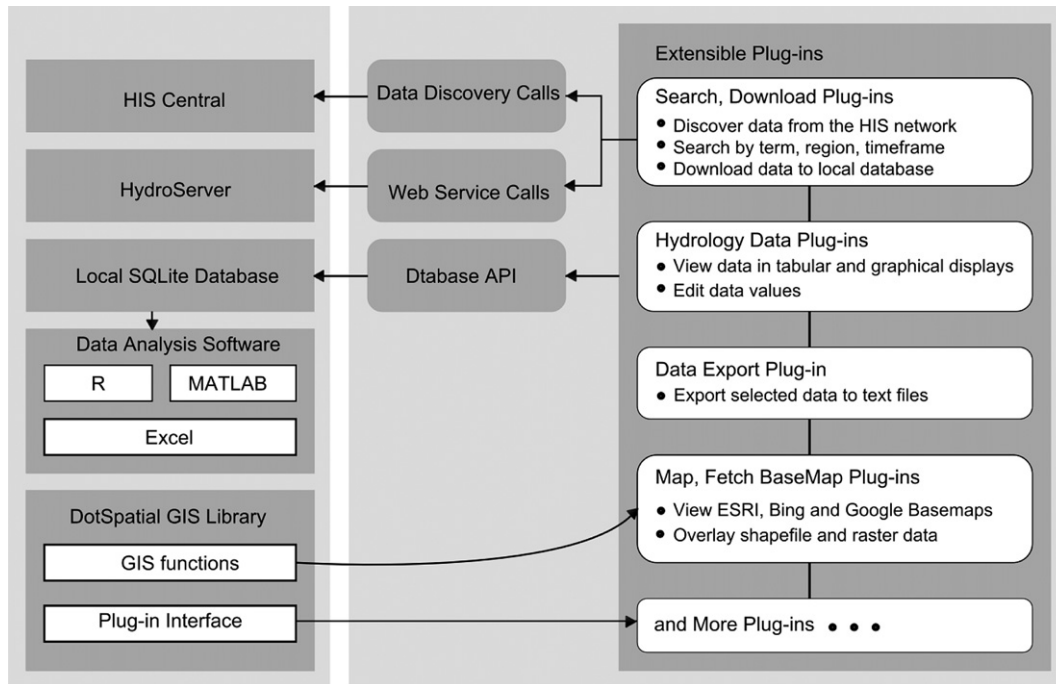 HIS Central
HydroServer
Local SQLite Database
Data Analysis Software
R
MATLAB
Excel
DotSpatial GIS Library
GIS functions
Plug-in Interface
Data Discovery Calls
Web Service Calls
Dtabase API
Extensible Plug-ins
Search, Download Plug-ins
• Discover data from the HIS network
• Search by term, region, timeframe
• Download data to local database
Hydrology Data Plug-ins
• View data in tabular and graphical displays
• Edit data values
Data Export Plug-in
• Export selected data to text files
Map, Fetch BaseMap Plug-ins
• View ESRI, Bing and Google Basemaps
• Overlay shapefile and raster data
and More Plug-ins • • •